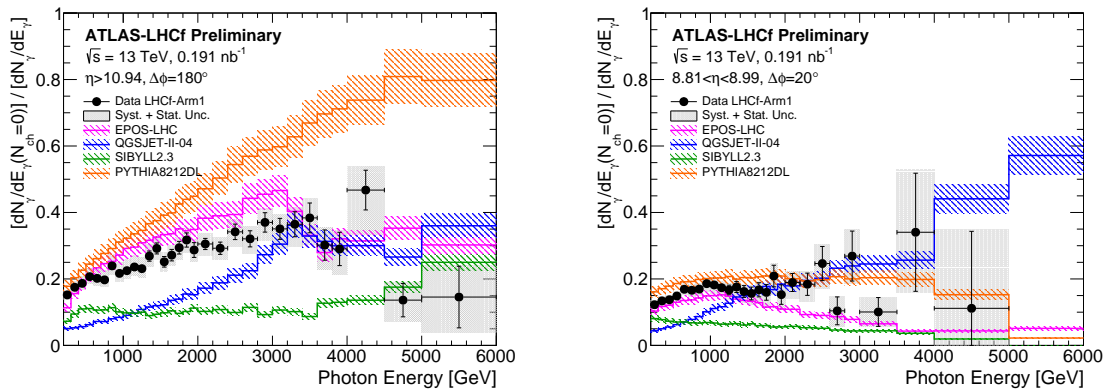 [dN_γ/dE_γ(N_ch=0)] / [dN_γ/dE_γ]
ATLAS-LHCf Preliminary
√s = 13 TeV, 0.191 nb⁻¹
η>10.94, Δϕ=180°
Data LHCf-Arm1
Syst. + Stat. Unc.
EPOS-LHC
QGSJET-II-04
SIBYLL2.3
PYTHIA8212DL
1
0.8
0.6
0.4
0.2
0
1000 2000 3000 4000 5000 6000
Photon Energy [GeV]
[dN_γ/dE_γ(N_ch=0)] / [dN_γ/dE_γ]
ATLAS-LHCf Preliminary
√s = 13 TeV, 0.191 nb⁻¹
8.81<η<8.99, Δϕ=20°
Data LHCf-Arm1
Syst. + Stat. Unc.
EPOS-LHC
QGSJET-II-04
SIBYLL2.3
PYTHIA8212DL
1
0.8
0.6
0.4
0.2
0
1000 2000 3000 4000 5000 6000
Photon Energy [GeV]